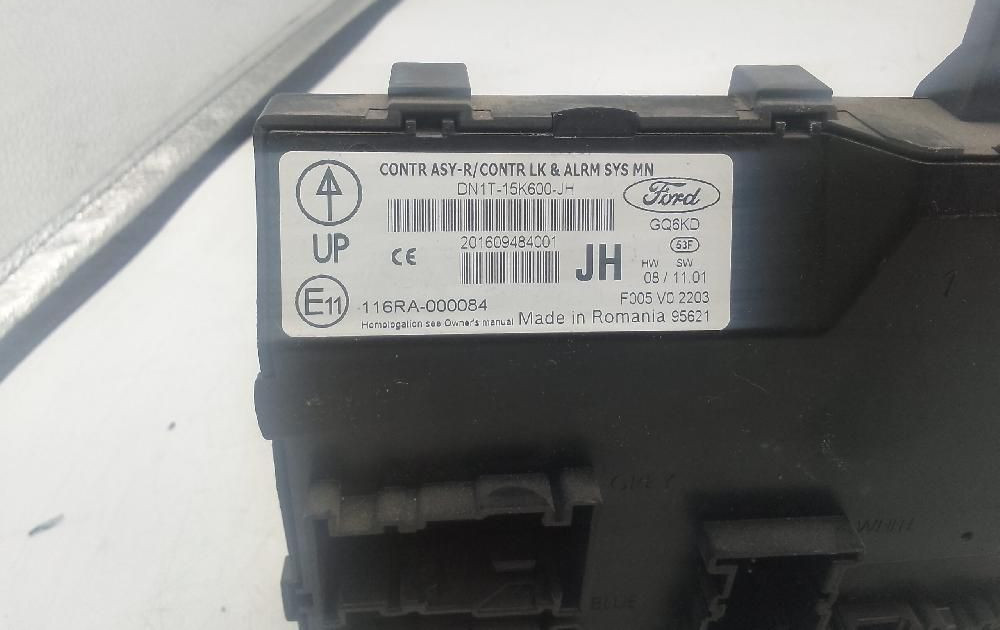 CONTR ASY-R/CONTR LK & ALRM SYS MN
DN1T-15K600-JH
Ford
UP
GQ6KD
53F
201609484001
CE
JH
HW SW
08 / 11.01
E11
116RA-000084
F005 V0 2203
Homologation see Owner's manual Made in Romania 95621
GREY
WHITE
BLUE